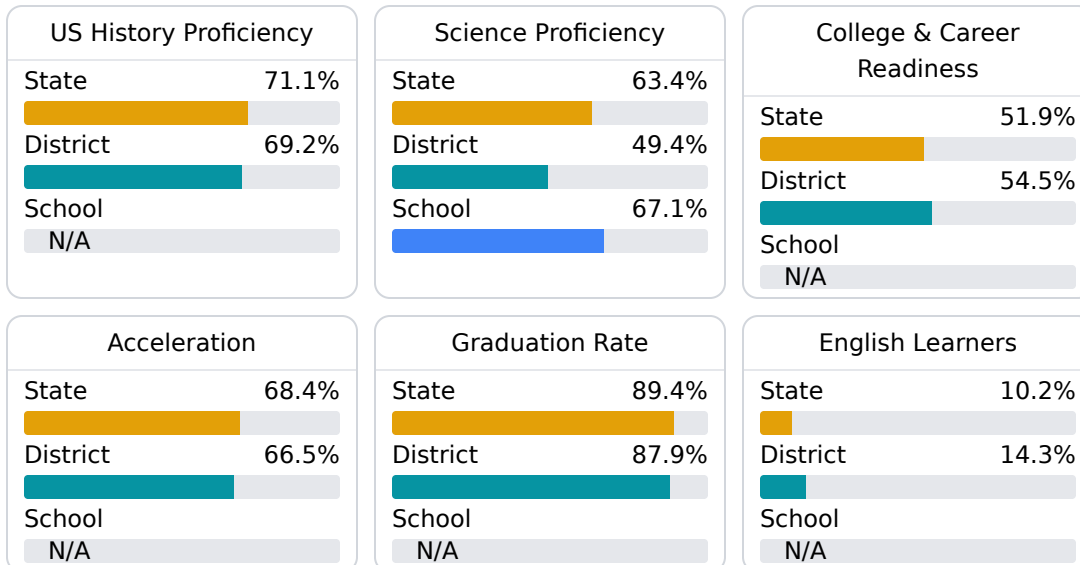 US History Proficiency
State 71.1%
District 69.2%
School
N/A
Science Proficiency
State 63.4%
District 49.4%
School 67.1%
College & Career
Readiness
State 51.9%
District 54.5%
School
N/A
Acceleration
State 68.4%
District 66.5%
School
N/A
Graduation Rate
State 89.4%
District 87.9%
School
N/A
English Learners
State 10.2%
District 14.3%
School
N/A